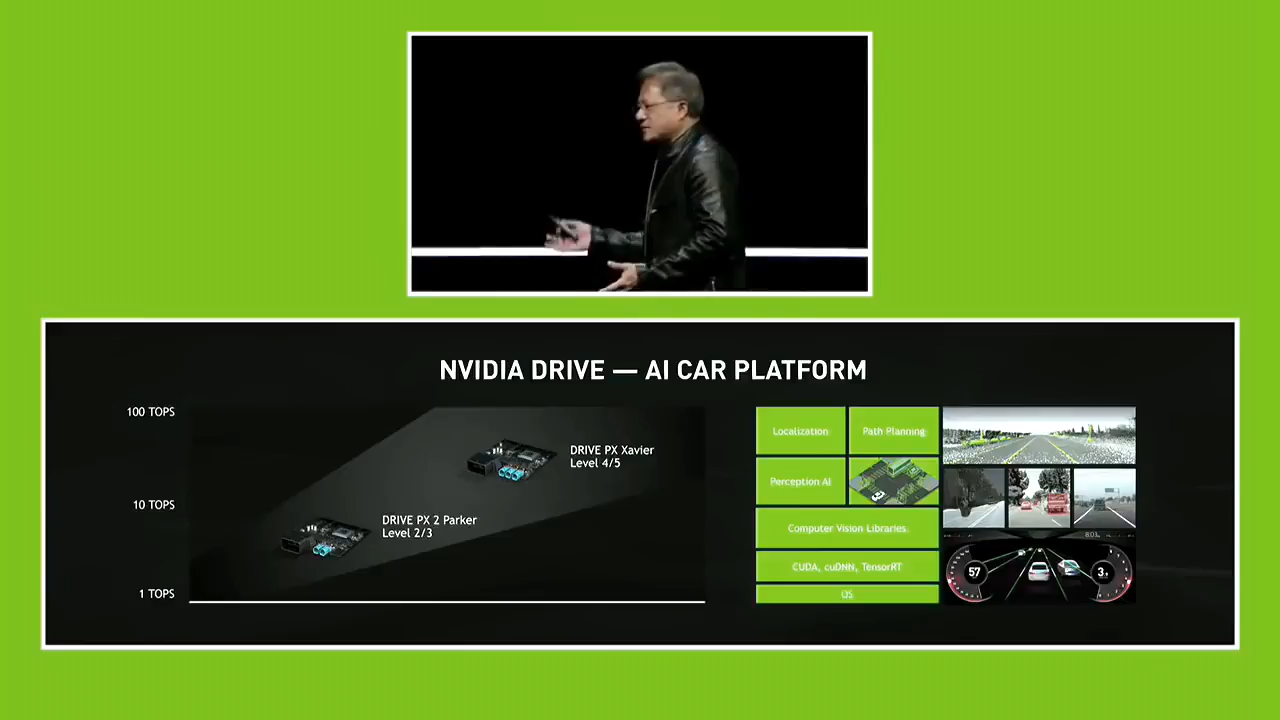 NVIDIA DRIVE — AI CAR PLATFORM
100 TOPS
10 TOPS
1 TOPS
DRIVE PX Xavier
Level 4/5
DRIVE PX 2 Parker
Level 2/3
Localization
Path Planning
Perception AI
Computer Vision Libraries
CUDA, cuDNN, TensorRT
OS
57